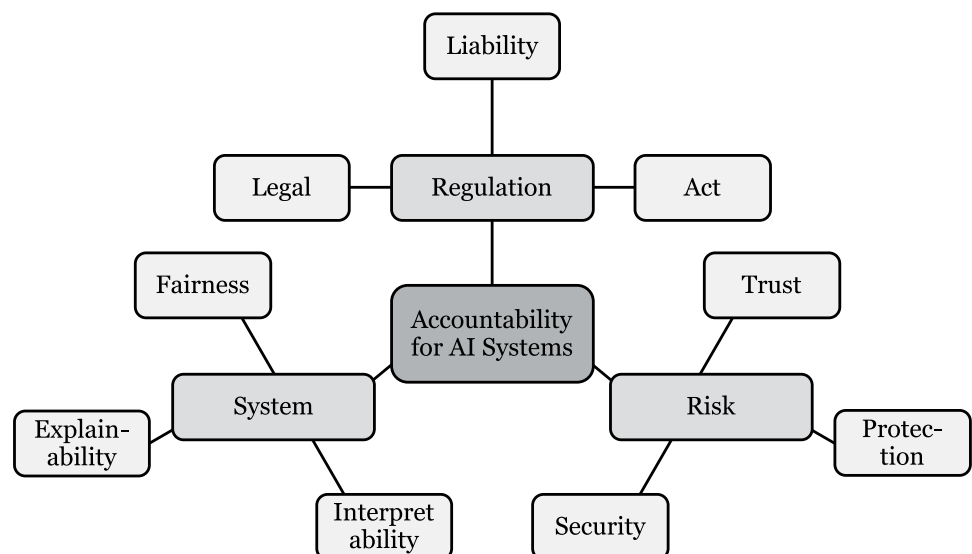 Liability
Legal
Regulation
Act
Fairness
Trust
Accountability
for AI Systems
System
Risk
Explain-
ability
Protec-
tion
Interpret
ability
Security